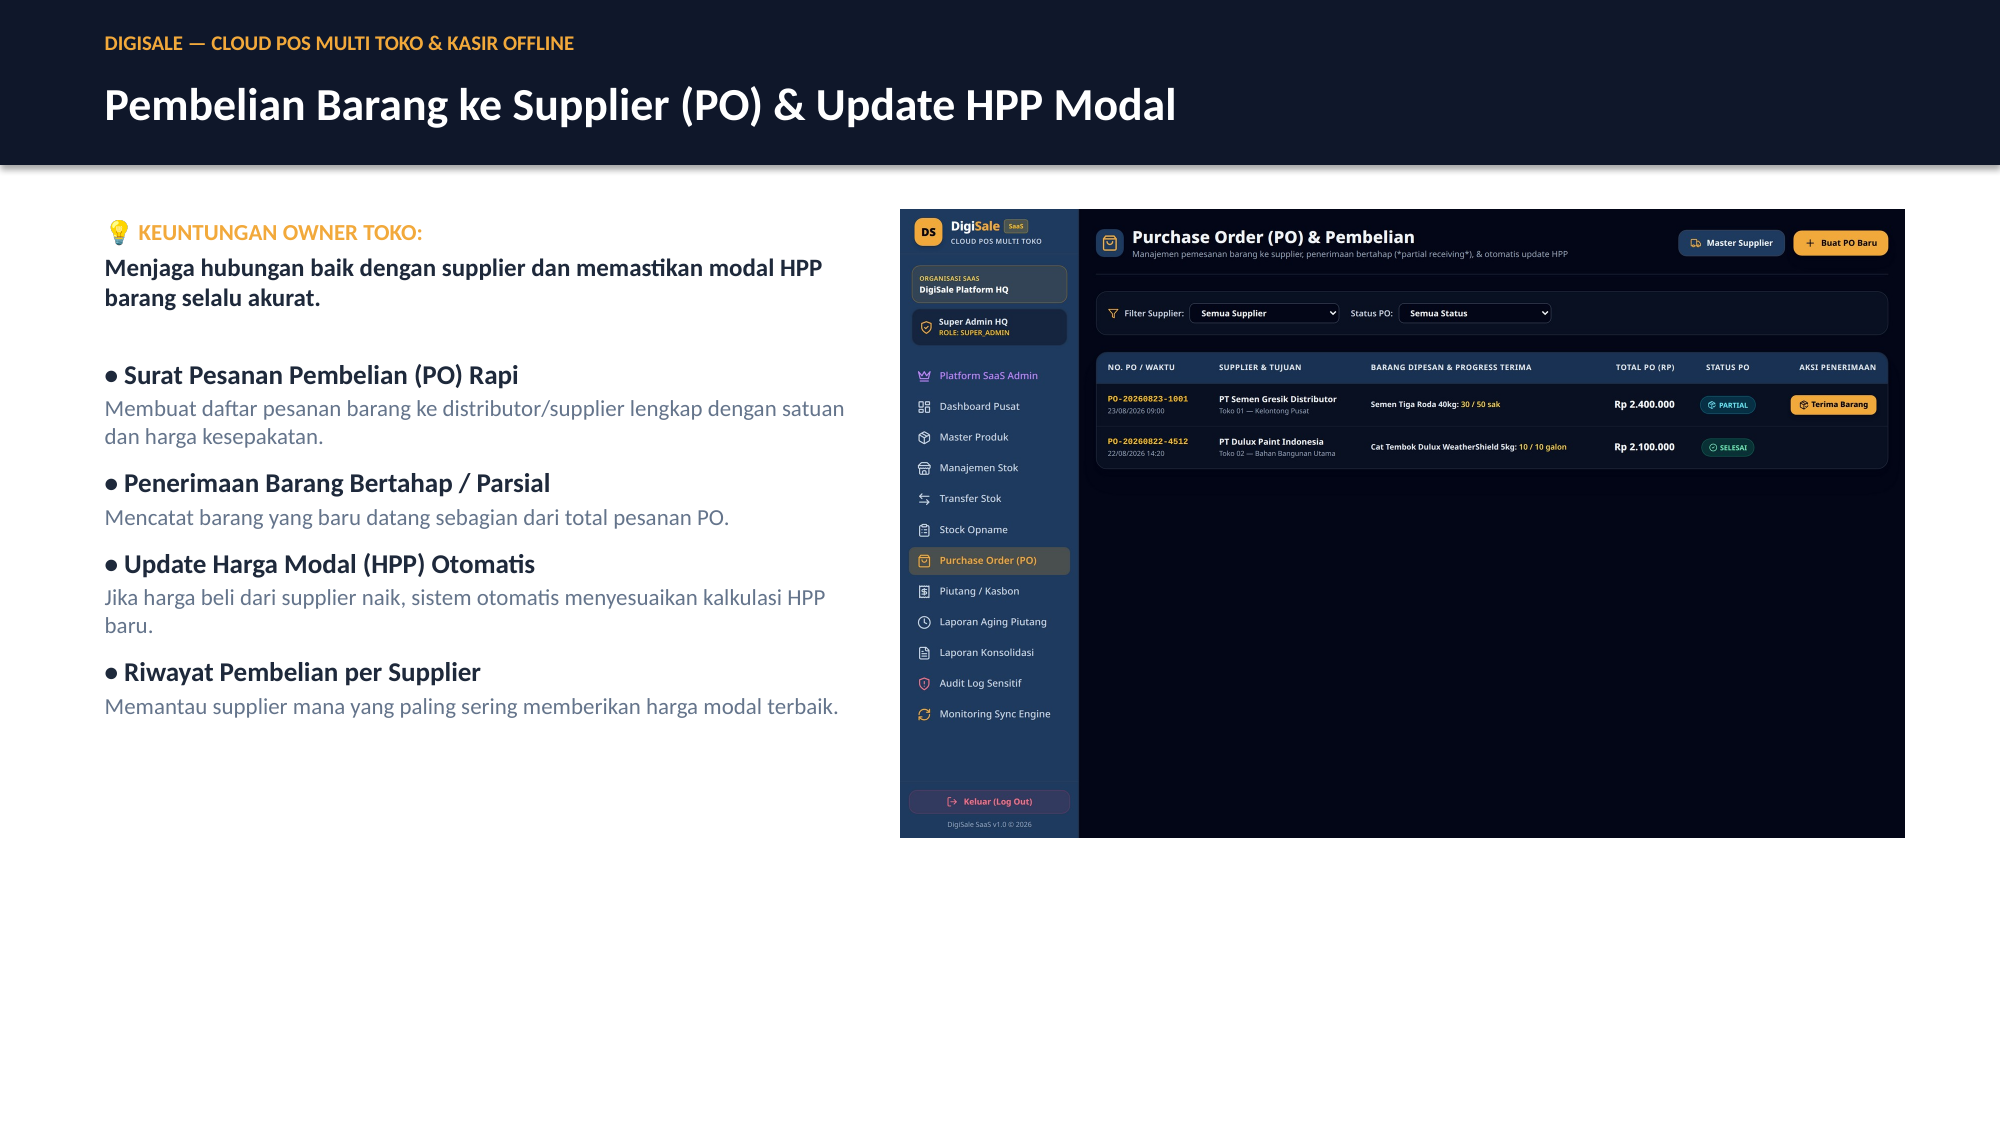 DIGISALE — CLOUD POS MULTI TOKO & KASIR OFFLINE
Pembelian Barang ke Supplier (PO) & Update HPP Modal
💡 KEUNTUNGAN OWNER TOKO:
Menjaga hubungan baik dengan supplier dan memastikan modal HPP
barang selalu akurat.
● Surat Pesanan Pembelian (PO) Rapi
Membuat daftar pesanan barang ke distributor/supplier lengkap dengan satuan
dan harga kesepakatan.
● Penerimaan Barang Bertahap / Parsial
Mencatat barang yang baru datang sebagian dari total pesanan PO.
● Update Harga Modal (HPP) Otomatis
Jika harga beli dari supplier naik, sistem otomatis menyesuaikan kalkulasi HPP
baru.
● Riwayat Pembelian per Supplier
Memantau supplier mana yang paling sering memberikan harga modal terbaik.
DS DigiSale SaaS
CLOUD POS MULTI TOKO
ORGANISASI SAAS
DigiSale Platform HQ
Super Admin HQ
ROLE: SUPER_ADMIN
Platform SaaS Admin
Dashboard Pusat
Master Produk
Manajemen Stok
Transfer Stok
Stock Opname
Purchase Order (PO)
Piutang / Kasbon
Laporan Aging Piutang
Laporan Konsolidasi
Audit Log Sensitif
Monitoring Sync Engine
Keluar (Log Out)
DigiSale SaaS v1.0 © 2026
Purchase Order (PO) & Pembelian
Manajemen pemesanan barang ke supplier, penerimaan bertahap (*partial receiving*), & otomatis update HPP
Master Supplier
+ Buat PO Baru
Filter Supplier: Semua Supplier Status PO: Semua Status
NO. PO / WAKTU SUPPLIER & TUJUAN BARANG DIPESAN & PROGRESS TERIMA TOTAL PO (RP) STATUS PO AKSI PENERIMAAN
PO-20260823-1001 PT Semen Gresik Distributor Semen Tiga Roda 40kg: 30 / 50 sak Rp 2.400.000 PARTIAL Terima Barang
23/08/2026 09:00 Toko 01 — Kelontong Pusat
PO-20260822-4512 PT Dulux Paint Indonesia Cat Tembok Dulux WeatherShield 5kg: 10 / 10 galon Rp 2.100.000 SELESAI
22/08/2026 14:20 Toko 02 — Bahan Bangunan Utama